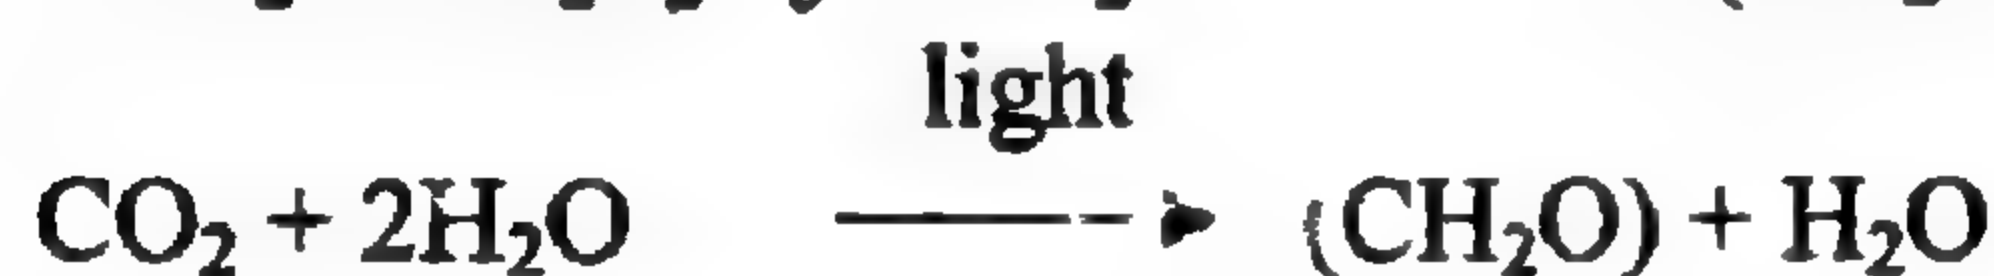 light
CO₂ + 2H₂O ⟶ (CH₂O) + H₂O